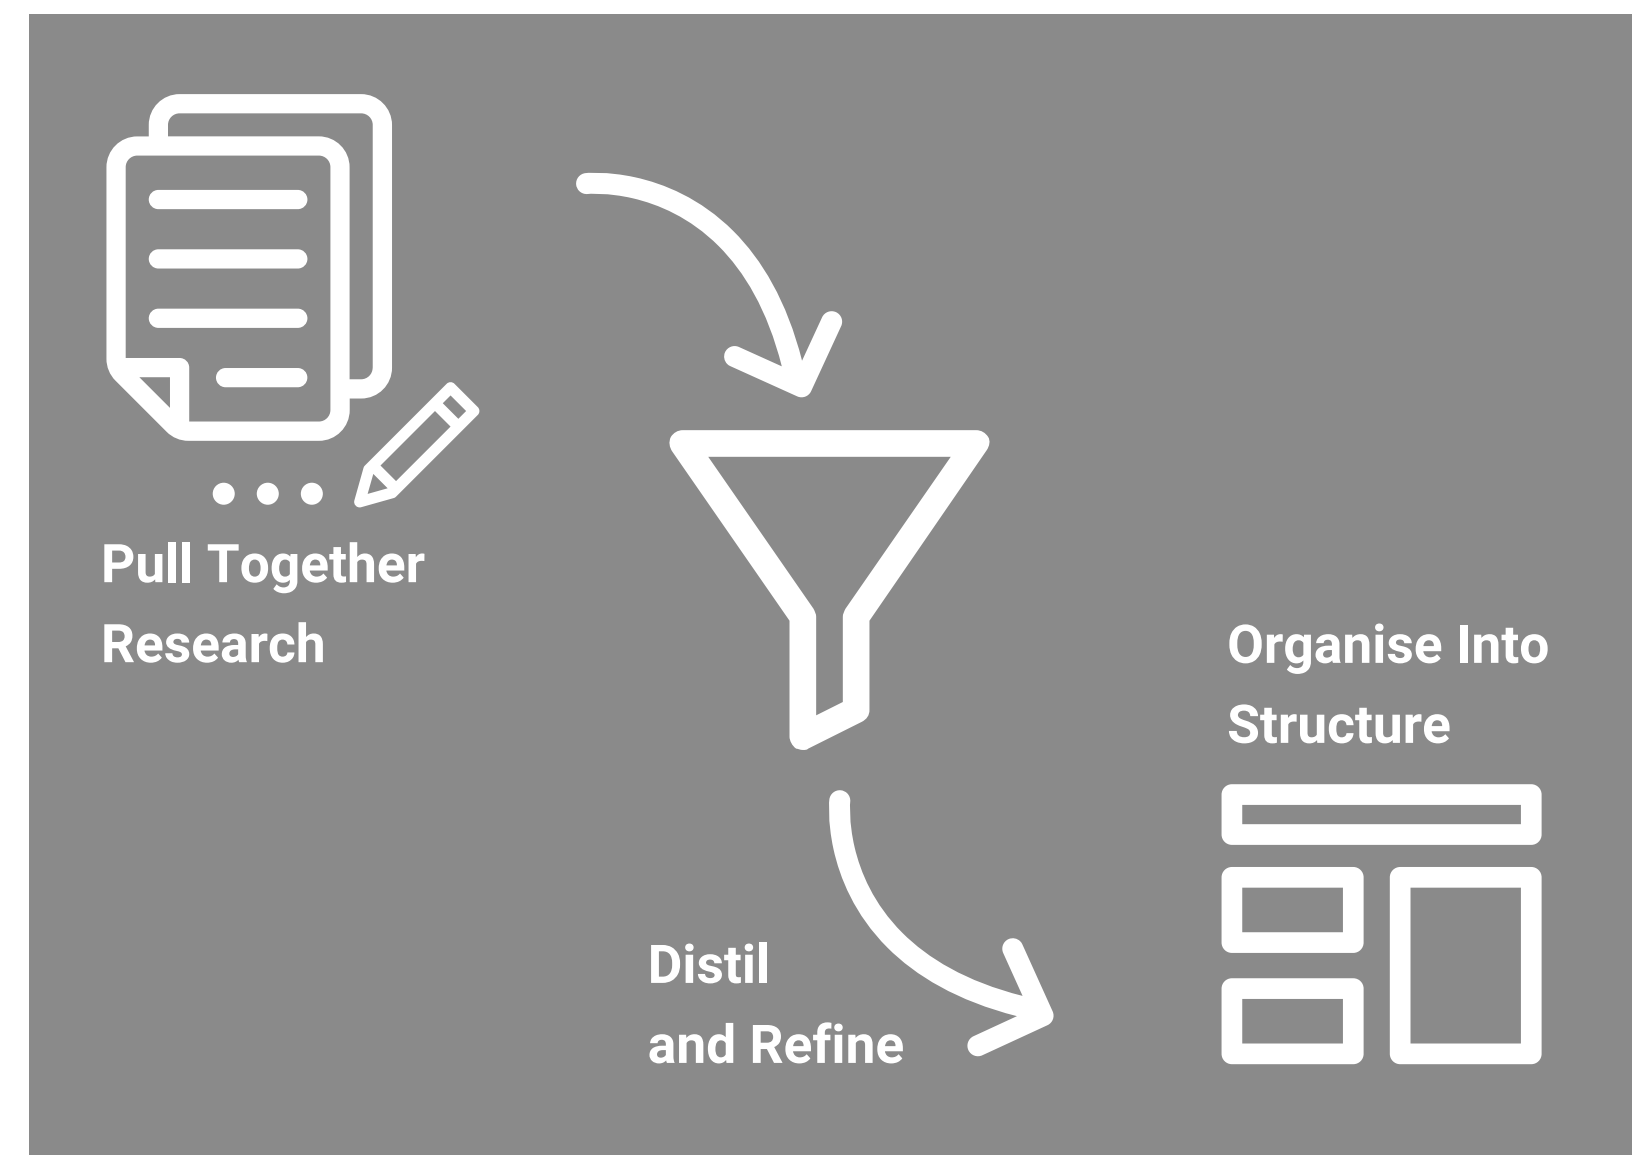 Pull Together
Research
Distil
and Refine
Organise Into
Structure